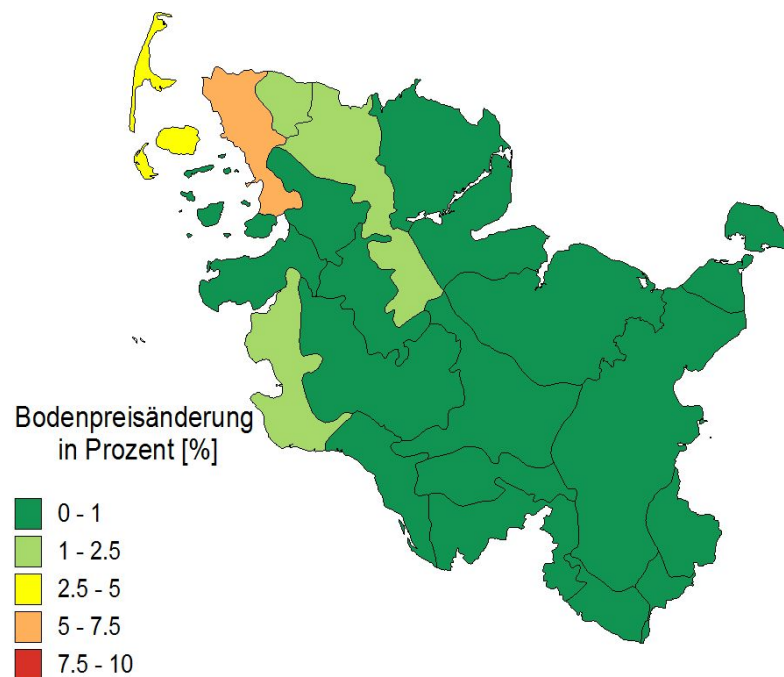 Bodenpreisänderung
in Prozent [%]
0 - 1
1 - 2.5
2.5 - 5
5 - 7.5
7.5 - 10